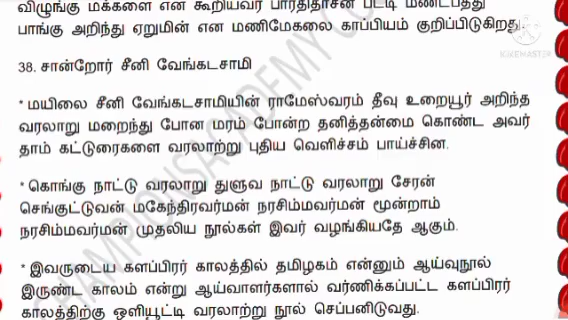 விழுங்கு மக்களை என கூறியவர் பாரதிதாசன் பட்டி மண்டபத்து
பாங்கு அறிந்து ஏறுமின் என மணிமேகலை காப்பியம் குறிப்பிடுகிறது.
38. சான்றோர் சீனி வேங்கடசாமி
* மயிலை சீனி வேங்கடசாமியின் ராமேஸ்வரம் தீவு உறையூர் அறிந்த
வரலாறு மறைந்து போன மரம் போன்ற தனித்தன்மை கொண்ட அவர்
தாம் கட்டுரைகளை வரலாற்று புதிய வெளிச்சம் பாய்ச்சின.
* கொங்கு நாட்டு வரலாறு துளுவ நாட்டு வரலாறு சேரன்
செங்குட்டுவன் மகேந்திரவர்மன் நரசிம்மவர்மன் மூன்றாம்
நரசிம்மவர்மன் முதலிய நூல்கள் இவர் வழங்கியதே ஆகும்.
* இவருடைய களப்பிரர் காலத்தில் தமிழகம் என்னும் ஆய்வுநூல்
இருண்ட காலம் என்று ஆய்வாளர்களால் வர்ணிக்கப்பட்ட களப்பிரர்
காலத்திற்கு ஒளியூட்டி வரலாற்று நூல் செப்பனிடுவது.
CHAMPIONS ACADEMY
KINEMASTER